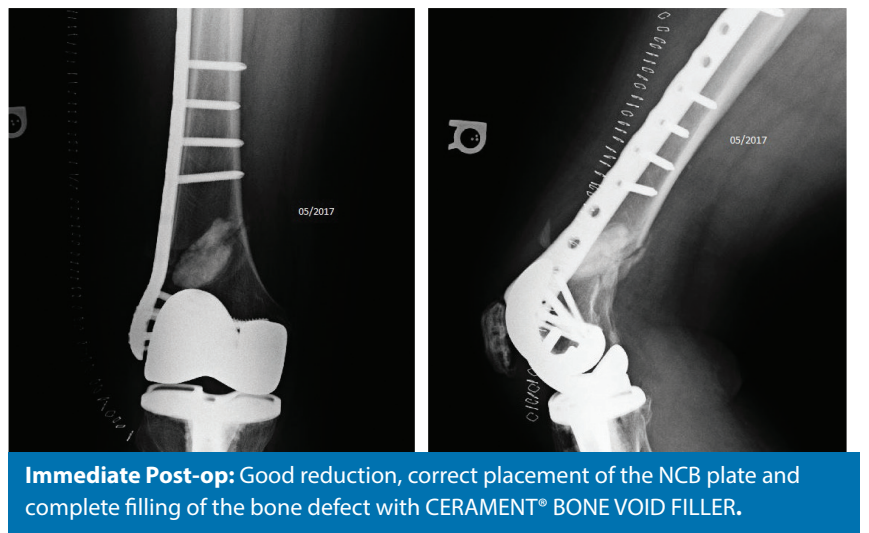 05/2017
05/2017
Immediate Post-op: Good reduction, correct placement of the NCB plate and
complete filling of the bone defect with CERAMENT® BONE VOID FILLER.